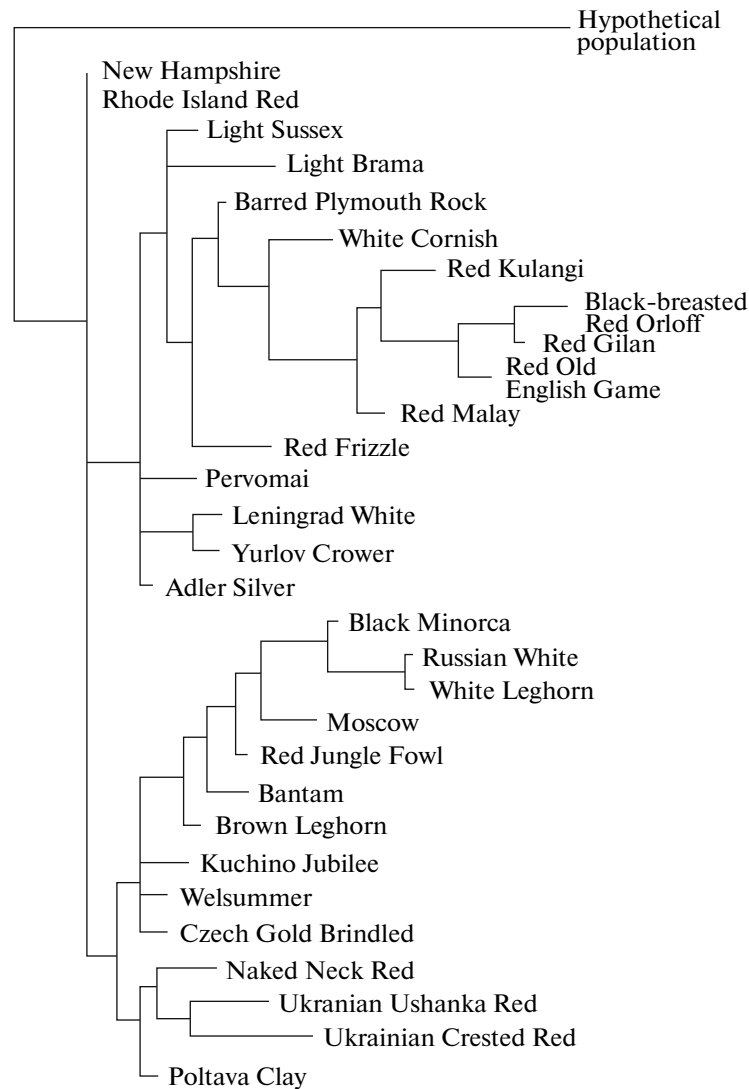 Hypothetical
population
New Hampshire
Rhode Island Red
Light Sussex
Light Brama
Barred Plymouth Rock
White Cornish
Red Kulangi
Black-breasted
Red Orloff
Red Gilan
Red Old
English Game
Red Malay
Red Frizzle
Pervomai
Leningrad White
Yurlov Crower
Adler Silver
Black Minorca
Russian White
White Leghorn
Moscow
Red Jungle Fowl
Bantam
Brown Leghorn
Kuchino Jubilee
Welsummer
Czech Gold Brindled
Naked Neck Red
Ukranian Ushanka Red
Ukrainian Crested Red
Poltava Clay